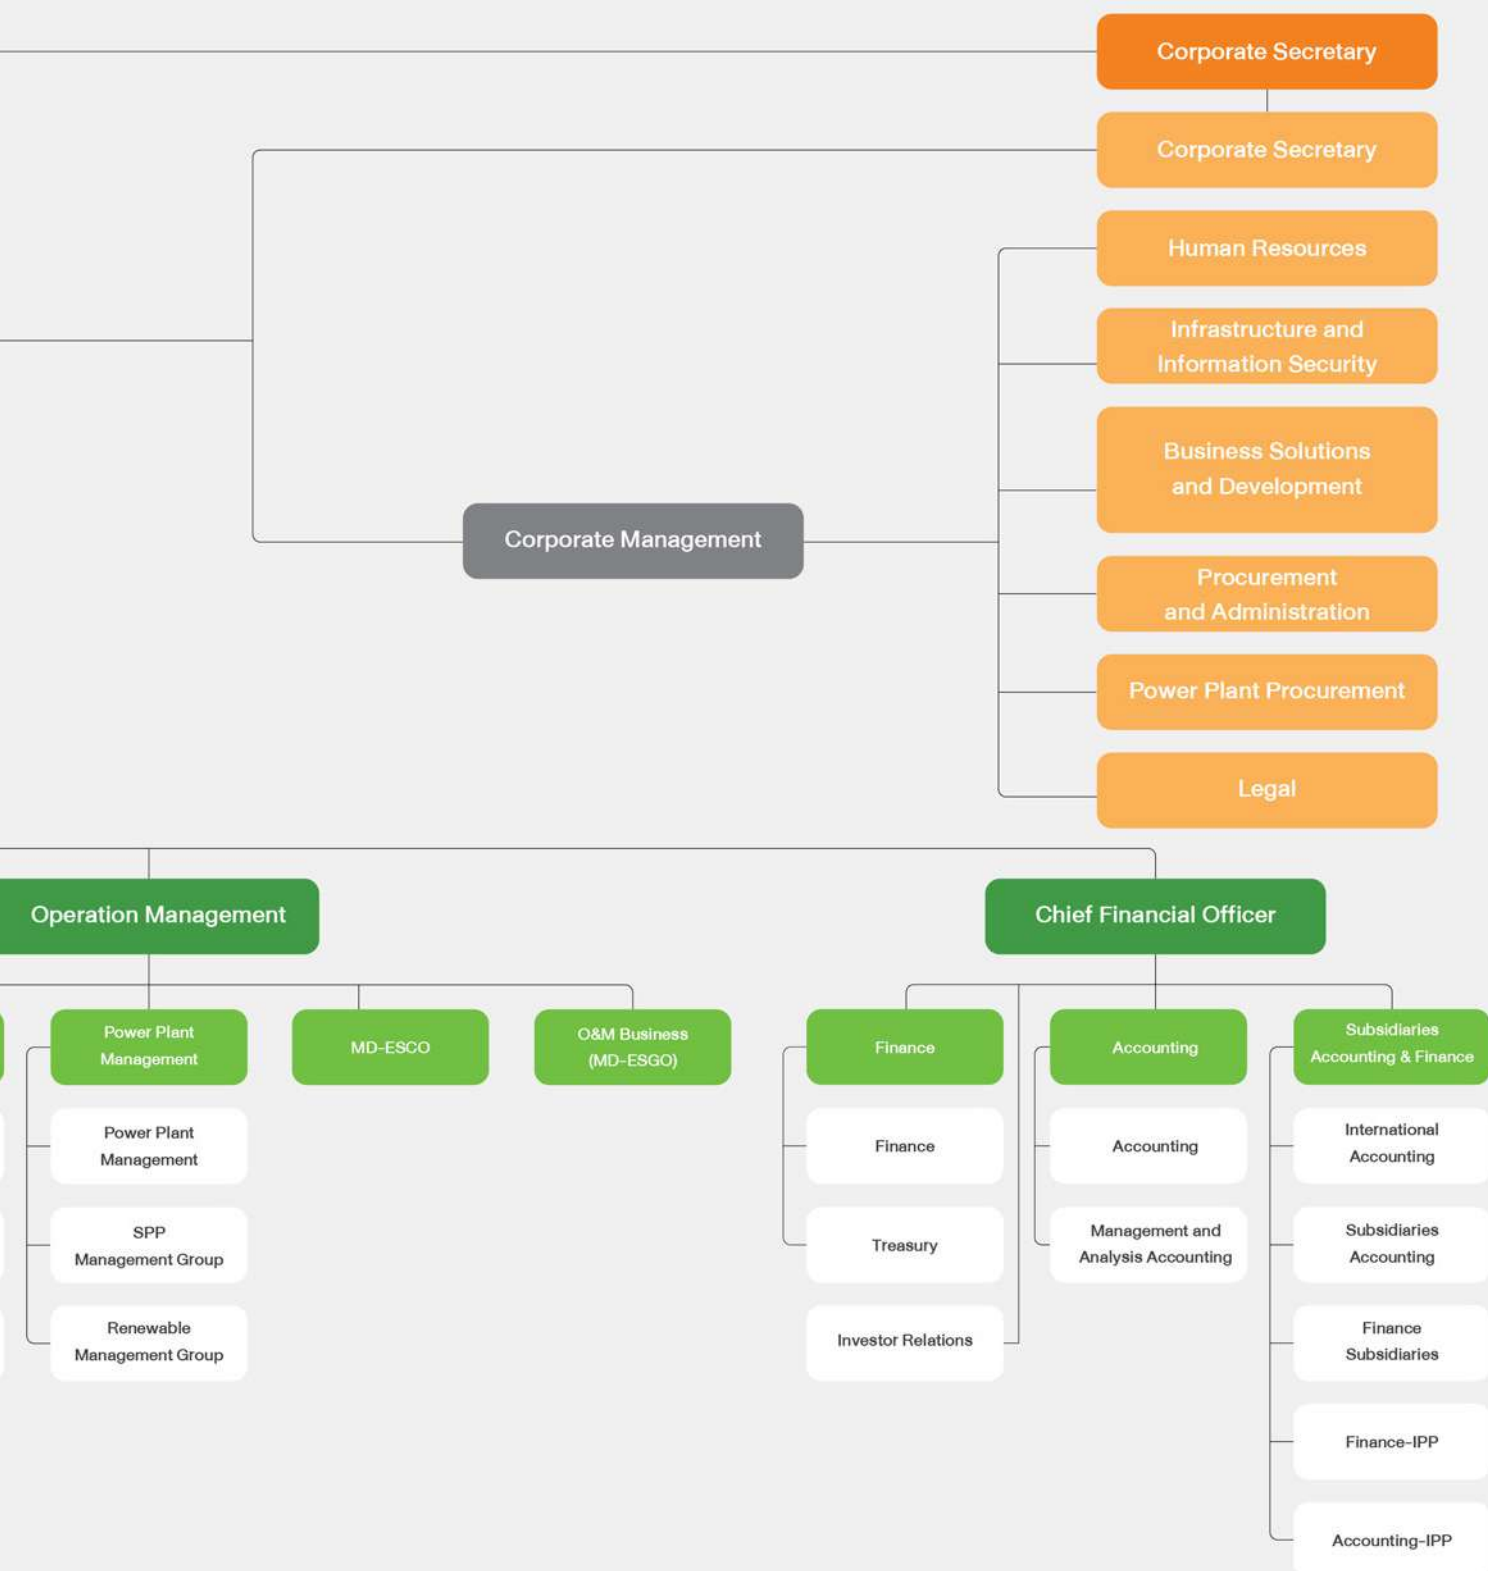 Corporate Secretary
Corporate Secretary
Human Resources
Infrastructure and
Information Security
Business Solutions
and Development
Corporate Management
Procurement
and Administration
Power Plant Procurement
Legal
Operation Management
Chief Financial Officer
Power Plant
Management
MD-ESCO
O&M Business
(MD-ESGO)
Finance
Accounting
Subsidiaries
Accounting & Finance
Power Plant
Management
Finance
Accounting
International
Accounting
SPP
Management Group
Treasury
Management and
Analysis Accounting
Subsidiaries
Accounting
Renewable
Management Group
Investor Relations
Finance
Subsidiaries
Finance-IPP
Accounting-IPP